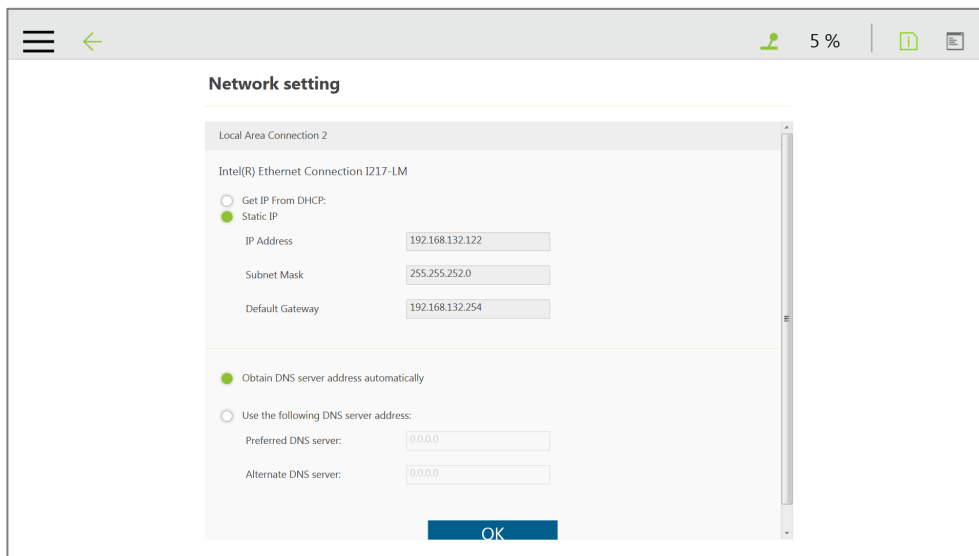 5 %
Network setting
Local Area Connection 2
Intel(R) Ethernet Connection I217-LM
Get IP From DHCP:
Static IP
IP Address 192.168.132.122
Subnet Mask 255.255.252.0
Default Gateway 192.168.132.254
Obtain DNS server address automatically
Use the following DNS server address:
Preferred DNS server: 0.0.0.0
Alternate DNS server: 0.0.0.0
OK